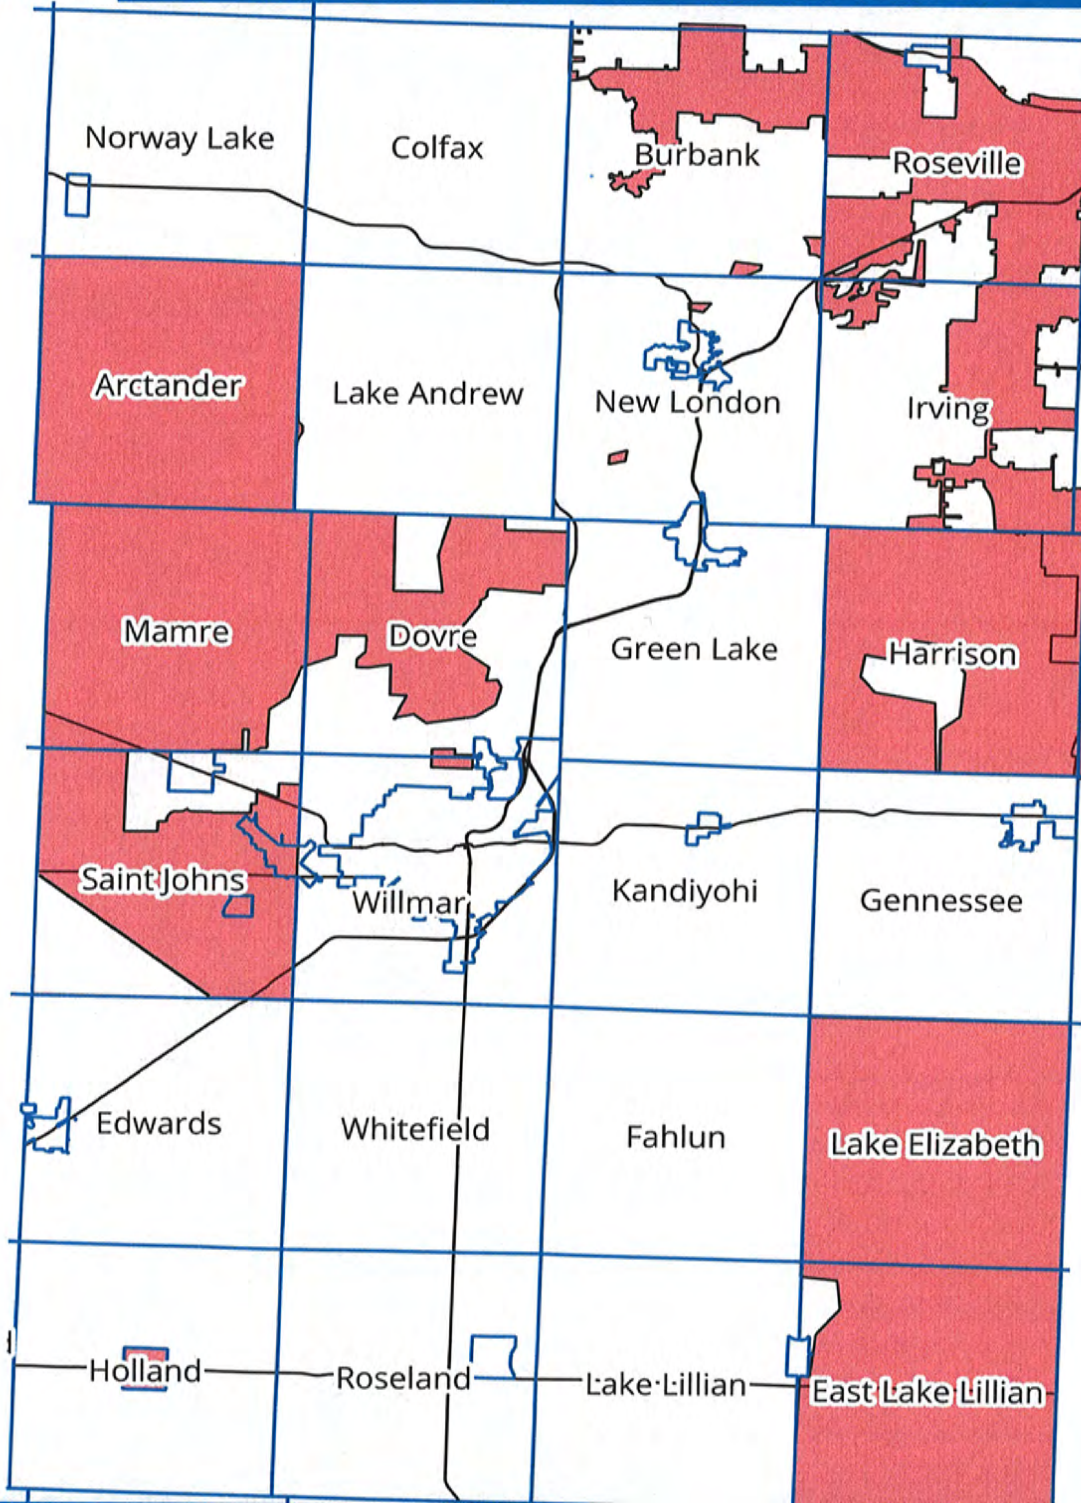 Norway Lake
Colfax
Burbank
Roseville
Arctander
Lake Andrew
New London
Irving
Mamre
Dovre
Green Lake
Harrison
Saint Johns
Willmar
Kandiyohi
Gennessee
Edwards
Whitefield
Fahlun
Lake Elizabeth
Holland
Roseland
Lake Lillian
East Lake Lillian